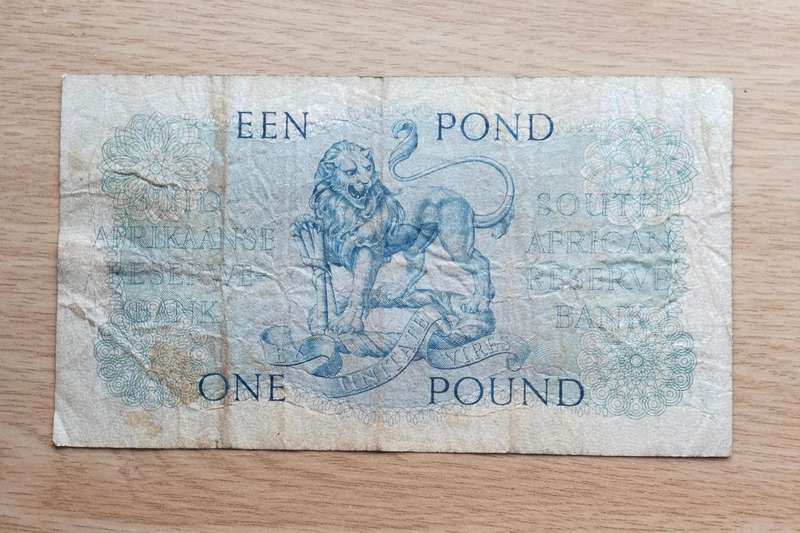 EEN POND
SUID
AFRIKAANSE
RESERVE
BANK
SOUTH
AFRICAN
RESERVE
BANK
EX UNITATE VIRES
ONE POUND